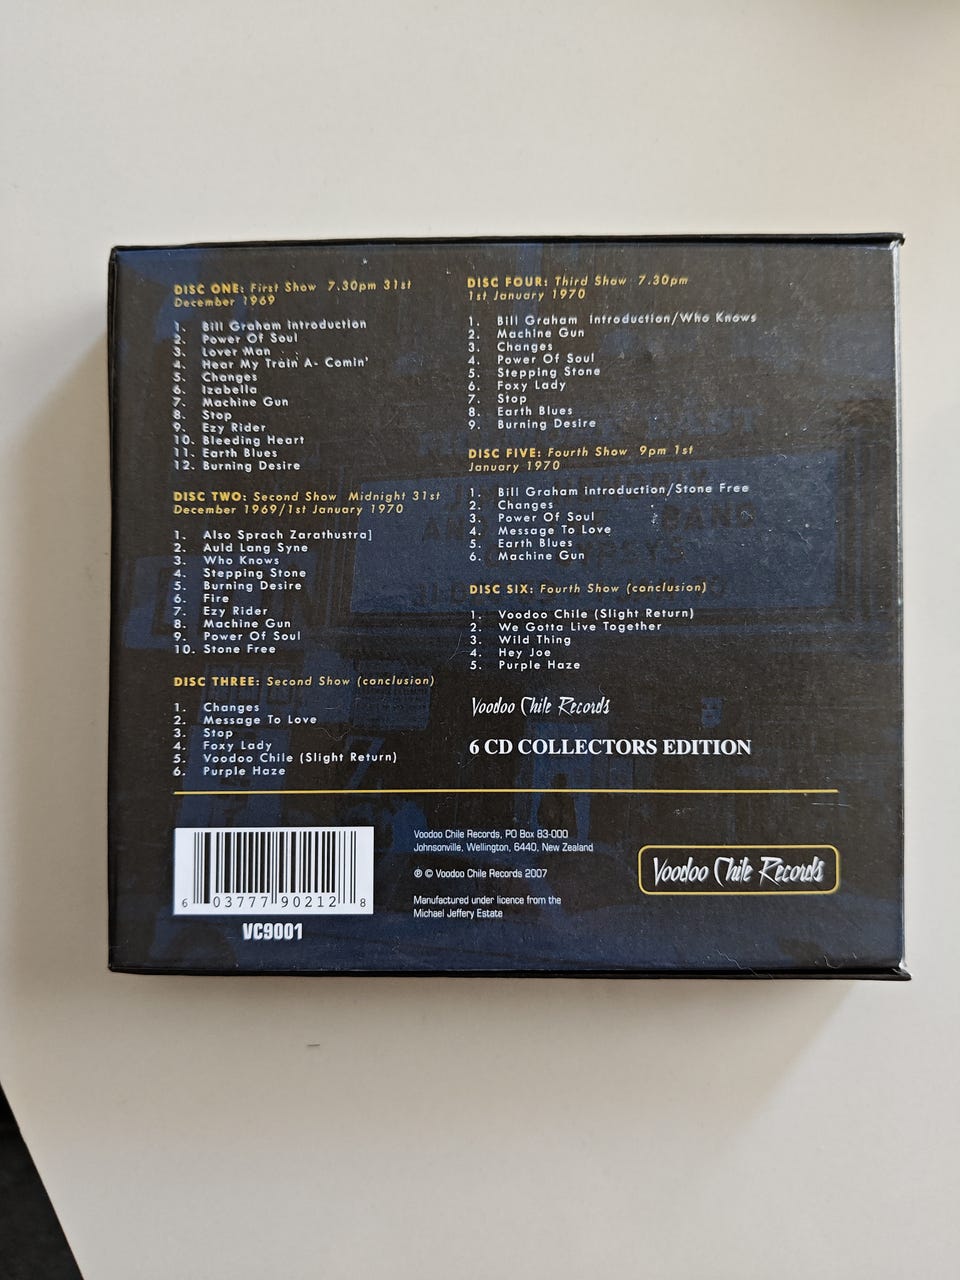 DISC ONE: First Show 7.30pm 31st
December 1969
1. Bill Graham introduction
2. Power Of Soul
3. Lover Man
4. Hear My Train A- Comin'
5. Changes
6. Izabella
7. Machine Gun
8. Stop
9. Ezy Rider
10. Bleeding Heart
11. Earth Blues
12. Burning Desire
DISC TWO: Second Show Midnight 31st
December 1969/1st January 1970
1. Also Sprach Zarathustra]
2. Auld Lang Syne
3. Who Knows
4. Stepping Stone
5. Burning Desire
6. Fire
7. Ezy Rider
8. Machine Gun
9. Power Of Soul
10. Stone Free
DISC THREE: Second Show (conclusion)
1. Changes
2. Message To Love
3. Stop
4. Foxy Lady
5. Voodoo Chile (Slight Return)
6. Purple Haze
DISC FOUR: Third Show 7.30pm
1st January 1970
1. Bill Graham introduction/Who Knows
2. Machine Gun
3. Changes
4. Power Of Soul
5. Stepping Stone
6. Foxy Lady
7. Stop
8. Earth Blues
9. Burning Desire
DISC FIVE: Fourth Show 9pm 1st
January 1970
1. Bill Graham introduction/Stone Free
2. Changes
3. Power Of Soul
4. Message To Love
5. Earth Blues
6. Machine Gun
DISC SIX: Fourth Show (conclusion)
1. Voodoo Chile (Slight Return)
2. We Gotta Live Together
3. Wild Thing
4. Hey Joe
5. Purple Haze
Voodoo Chile Records
6 CD COLLECTORS EDITION
6 03777 90212 8
VC9001
Voodoo Chile Records, PO Box 83-000
Johnsonville, Wellington, 6440, New Zealand
℗ © Voodoo Chile Records 2007
Manufactured under licence from the
Michael Jeffery Estate
Voodoo Chile Records